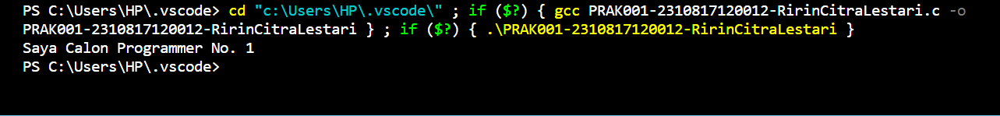 PS C:\Users\HP\.vscode> cd "c:\Users\HP\.vscode\" ; if ($?) { gcc PRAK001-2310817120012-RirinCitraLestari.c -o
PRAK001-2310817120012-RirinCitraLestari } ; if ($?) { .\PRAK001-2310817120012-RirinCitraLestari }
Saya Calon Programmer No. 1
PS C:\Users\HP\.vscode>